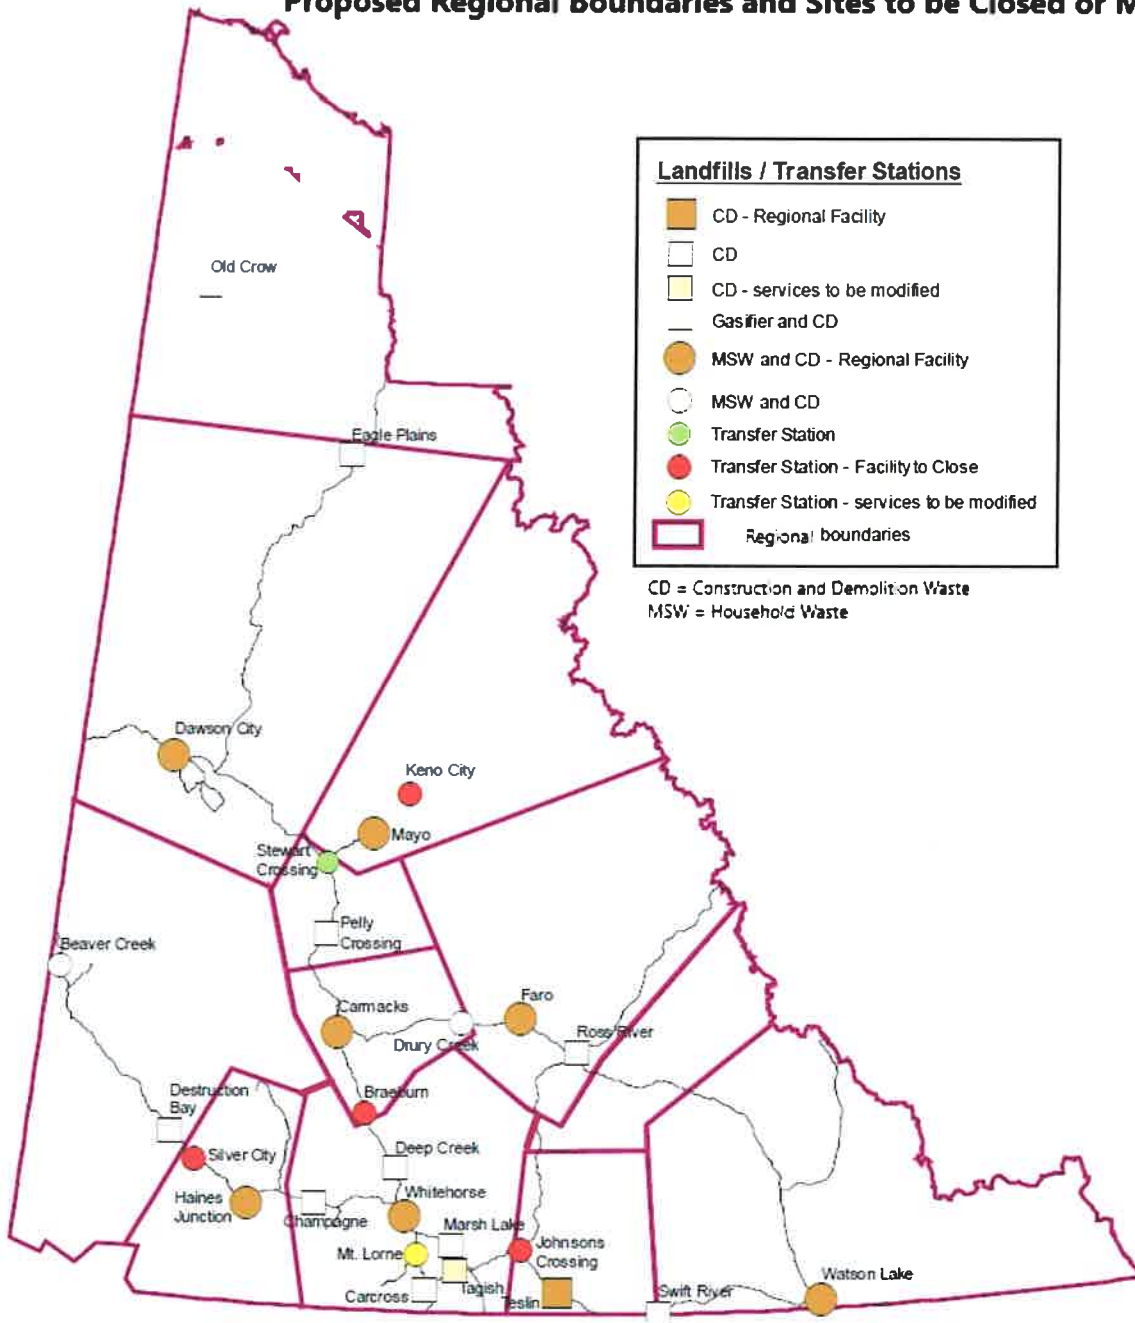 Proposed Regional Boundaries and Sites to be Closed or M
Landfills / Transfer Stations
CD - Regional Facility
CD
CD - services to be modified
Gasifier and CD
MSW and CD - Regional Facility
MSW and CD
Transfer Station
Transfer Station - Facility to Close
Transfer Station - services to be modified
Regional boundaries
CD = Construction and Demolition Waste
MSW = Household Waste
Old Crow
Eagle Plains
Dawson City
Keno City
Mayo
Stewart
Crossing
Pelly
Crossing
Beaver Creek
Carmacks
Faro
Drury Creek
Ross River
Destruction
Bay
Braeburn
Silver City
Deep Creek
Haines
Junction
Whitehorse
Champagne
Marsh Lake
Mt. Lorne
Johnsons
Crossing
Tagish
Carcross
Teslin
Swift River
Watson Lake